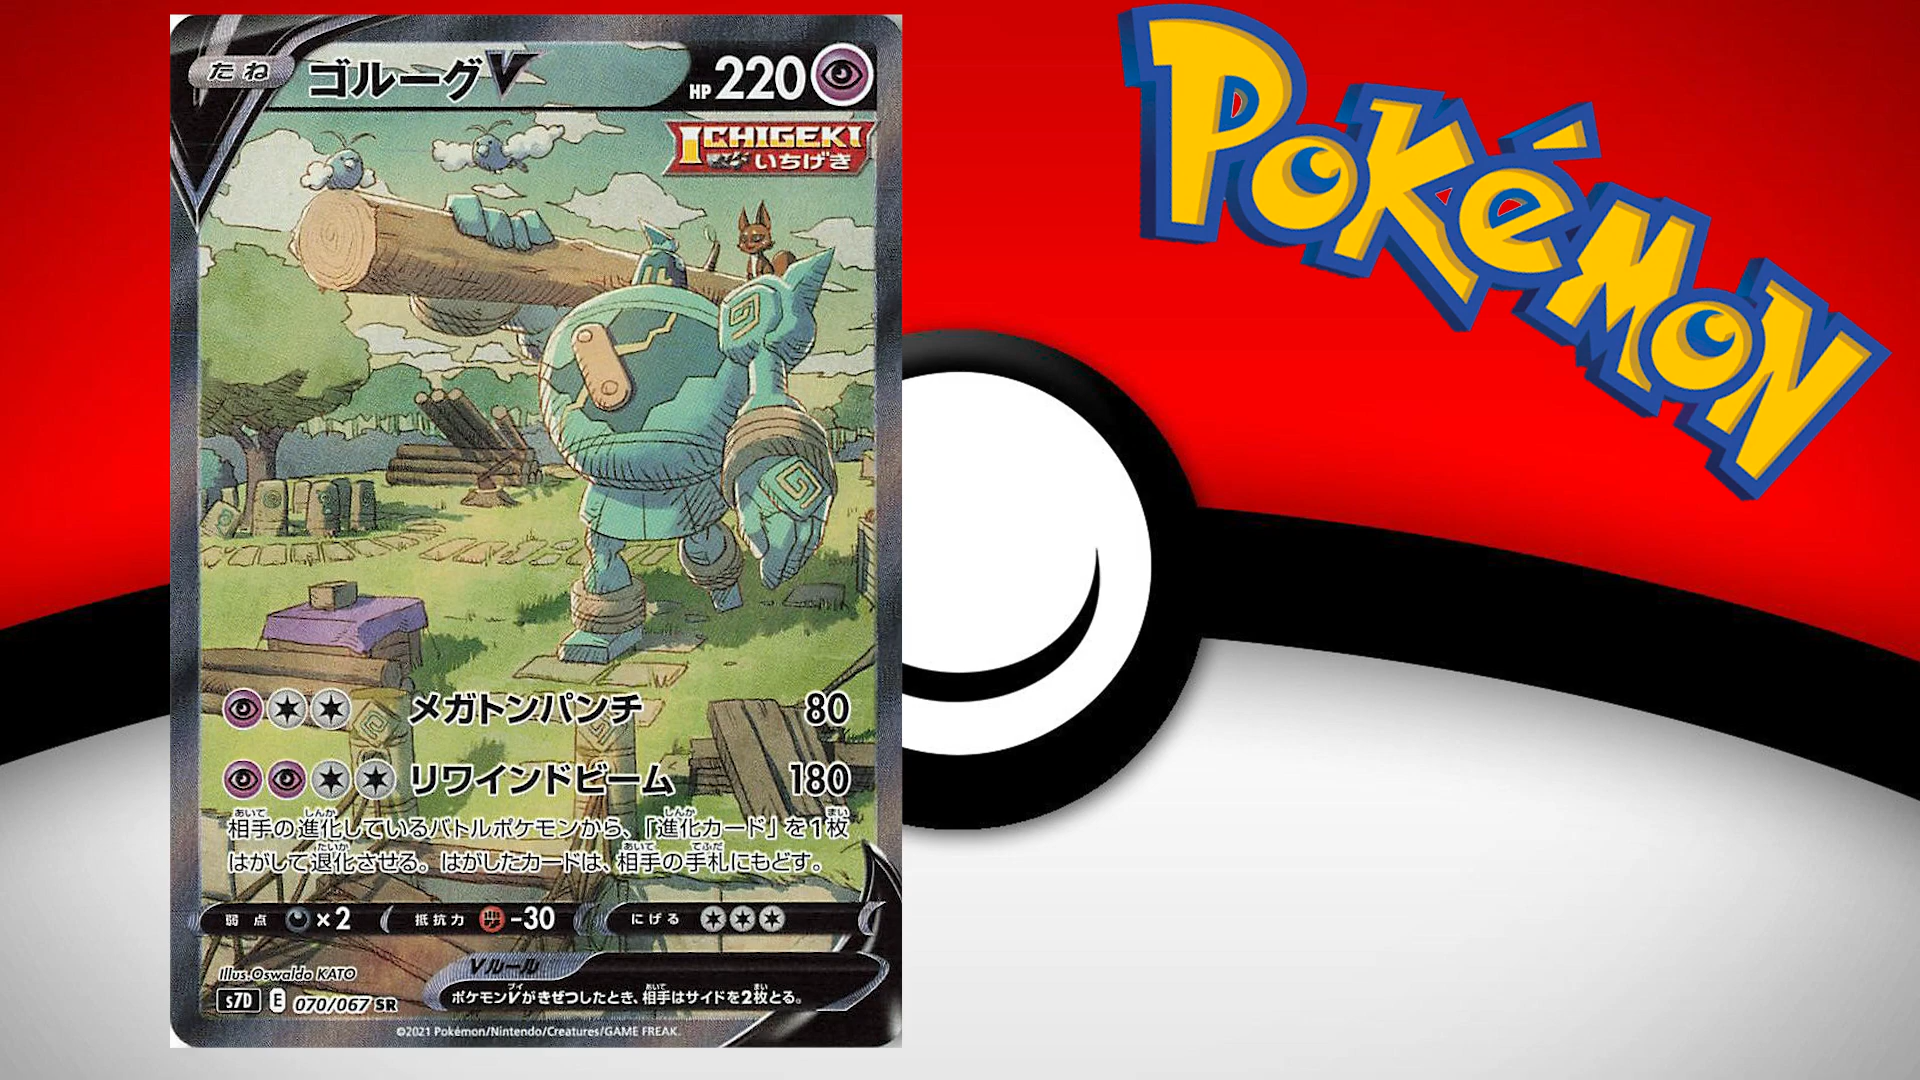 たね ゴルーグV HP 220
ICHIGEKI
いちげき
POKéMON
メガトンパンチ 80
リワインドビーム 180
相手の進化しているバトルポケモンから、「進化カード」を1枚
はがして退化させる。はがしたカードは、相手の手札にもどす。
弱点 ×2 抵抗力 -30 にげる
Illus.Oswaldo KATO
Vルール
ポケモンVがきぜつしたとき、相手はサイドを2枚とる。
s7D E 070/067 SR
©2021 Pokémon/Nintendo/Creatures/GAME FREAK.